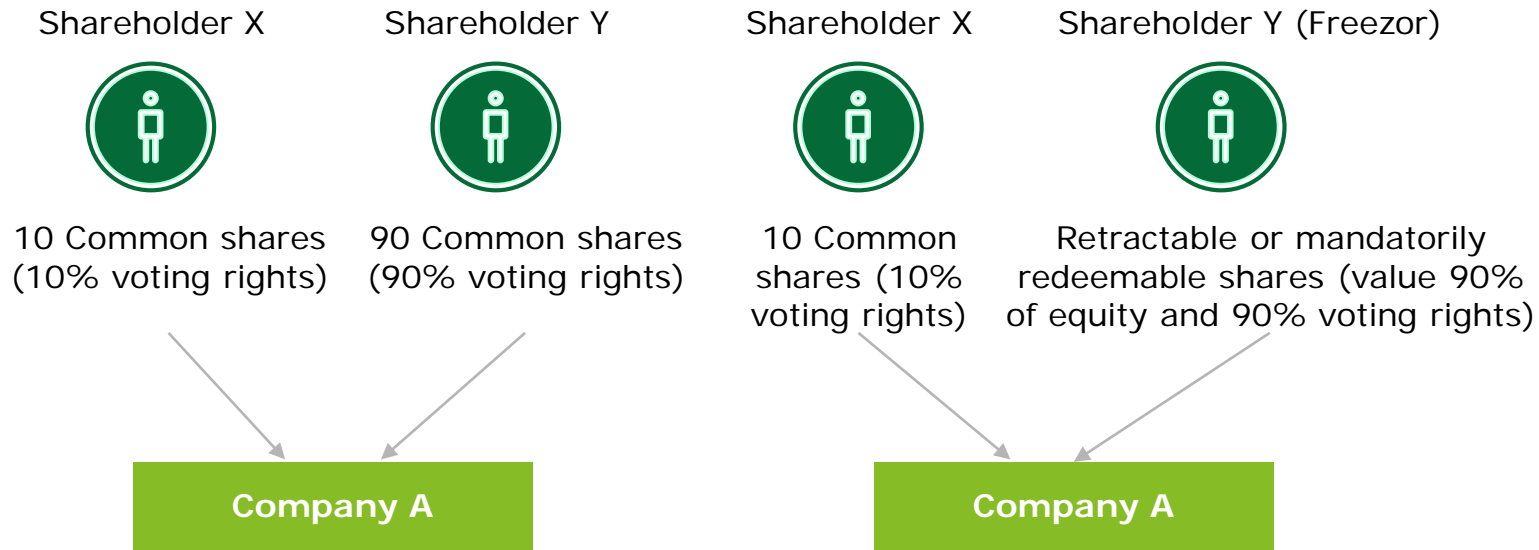 Shareholder X
Shareholder Y
10 Common shares
(10% voting rights)
90 Common shares
(90% voting rights)
Company A
Shareholder X
Shareholder Y (Freezor)
10 Common
shares (10%
voting rights)
Retractable or mandatorily
redeemable shares (value 90%
of equity and 90% voting rights)
Company A